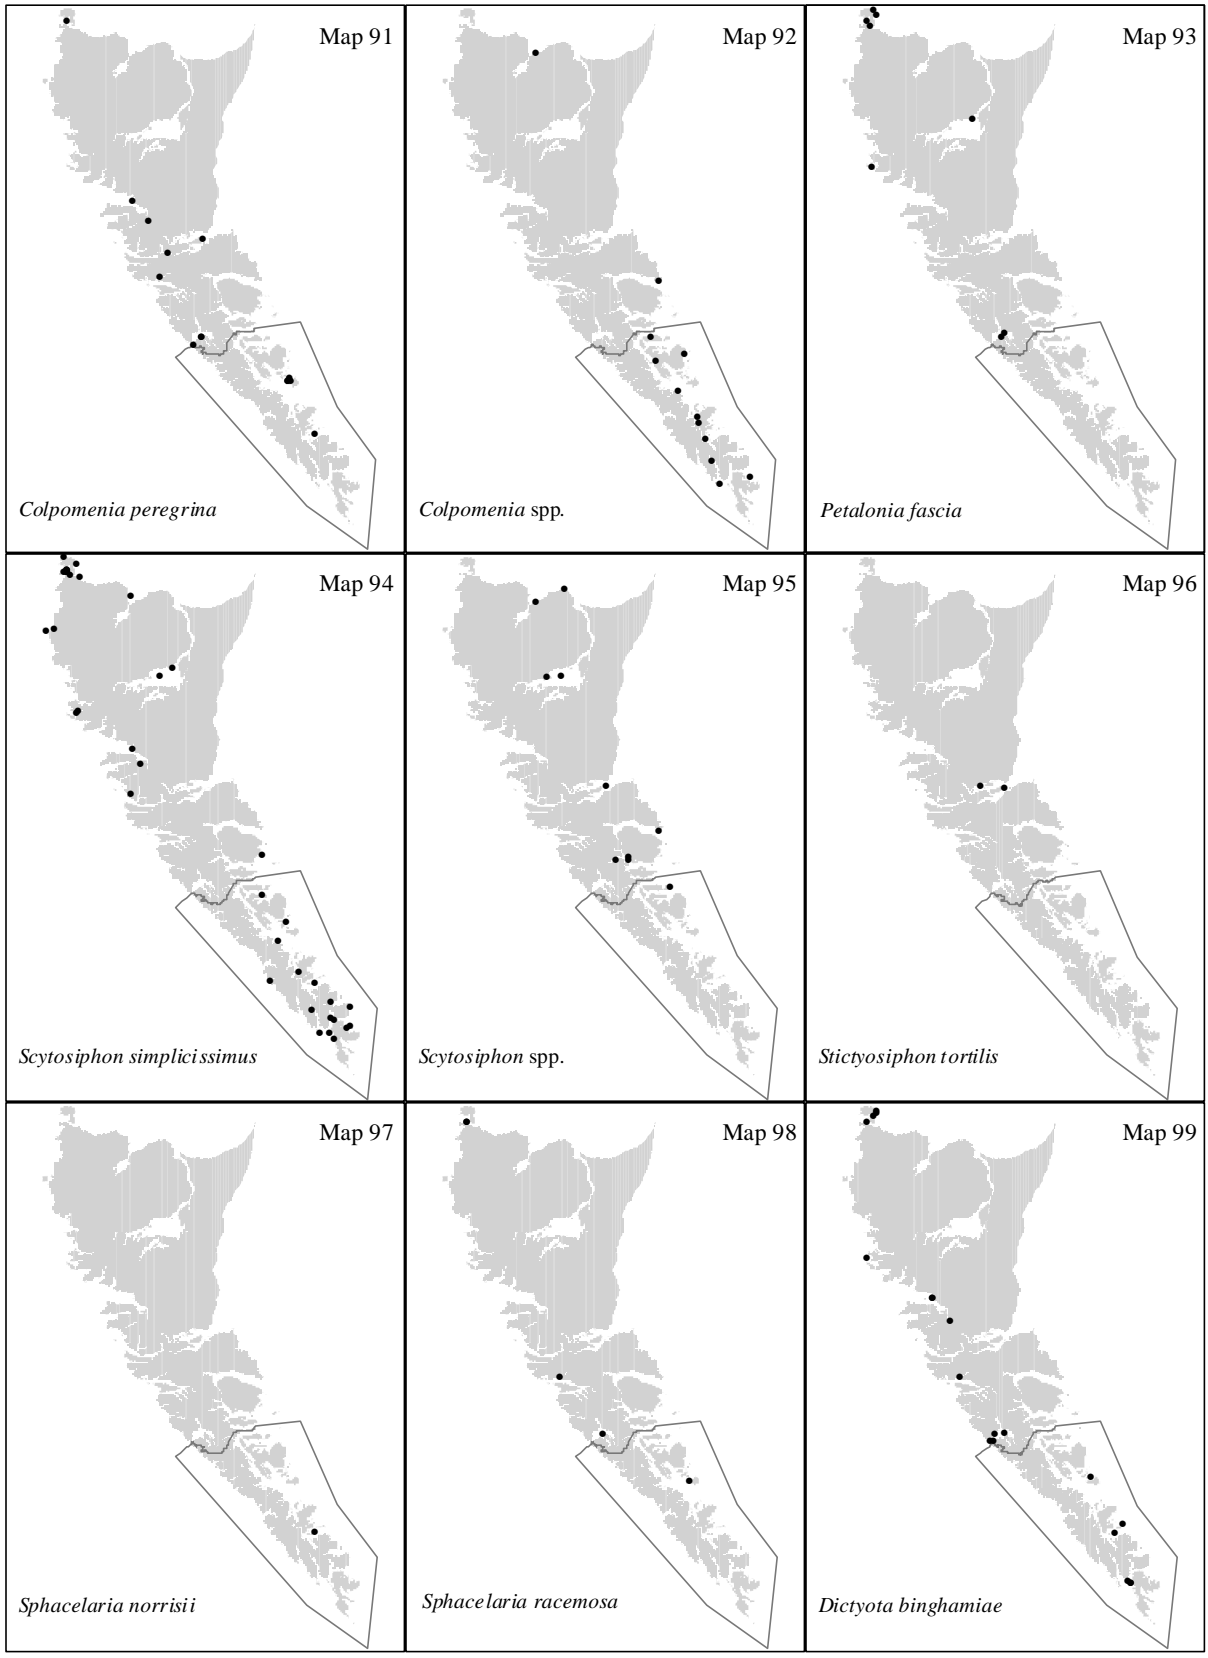 Map 91
Colpomenia peregrina
Map 92
Colpomenia spp.
Map 93
Petalonia fascia
Map 94
Scytosiphon simplicissimus
Map 95
Scytosiphon spp.
Map 96
Stictyosiphon tortilis
Map 97
Sphacelaria norrisii
Map 98
Sphacelaria racemosa
Map 99
Dictyota binghamiae